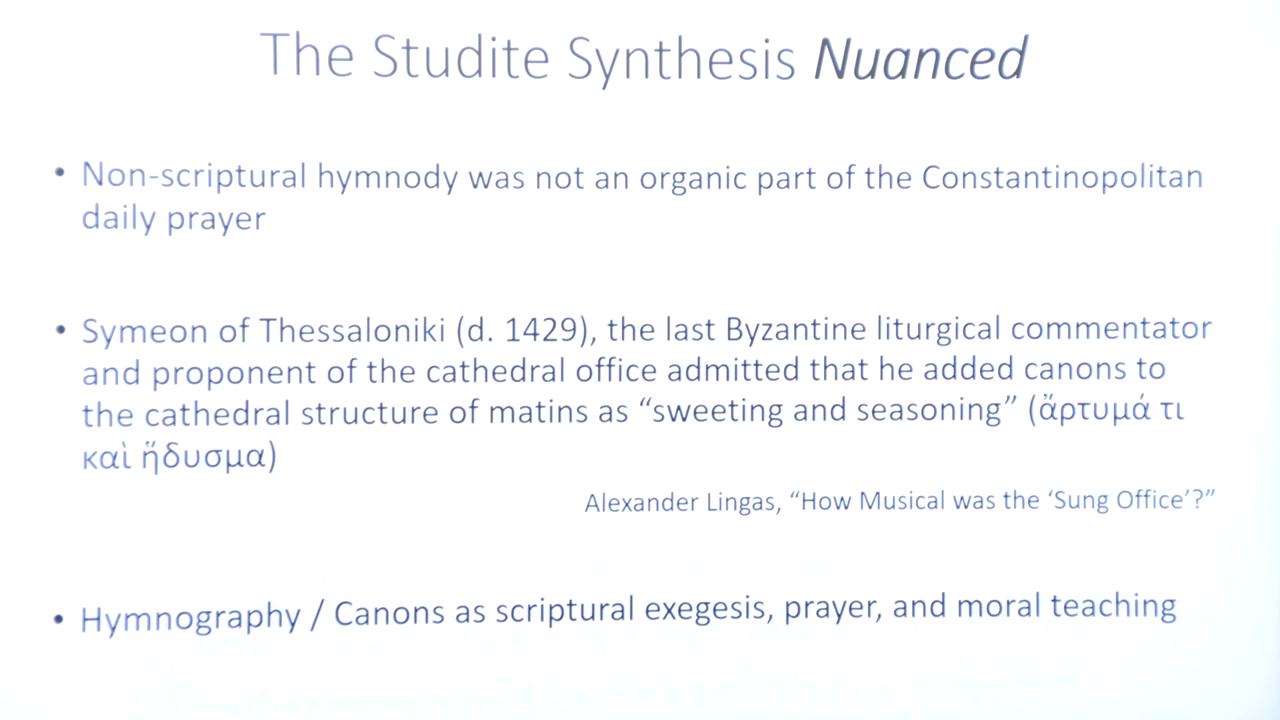 The Studite Synthesis Nuanced
• Non-scriptural hymnody was not an organic part of the Constantinopolitan
daily prayer
• Symeon of Thessaloniki (d. 1429), the last Byzantine liturgical commentator
and proponent of the cathedral office admitted that he added canons to
the cathedral structure of matins as “sweeting and seasoning” (ἄρτυμά τι
καὶ ἥδυσμα)
Alexander Lingas, “How Musical was the ‘Sung Office’?”
• Hymnography / Canons as scriptural exegesis, prayer, and moral teaching